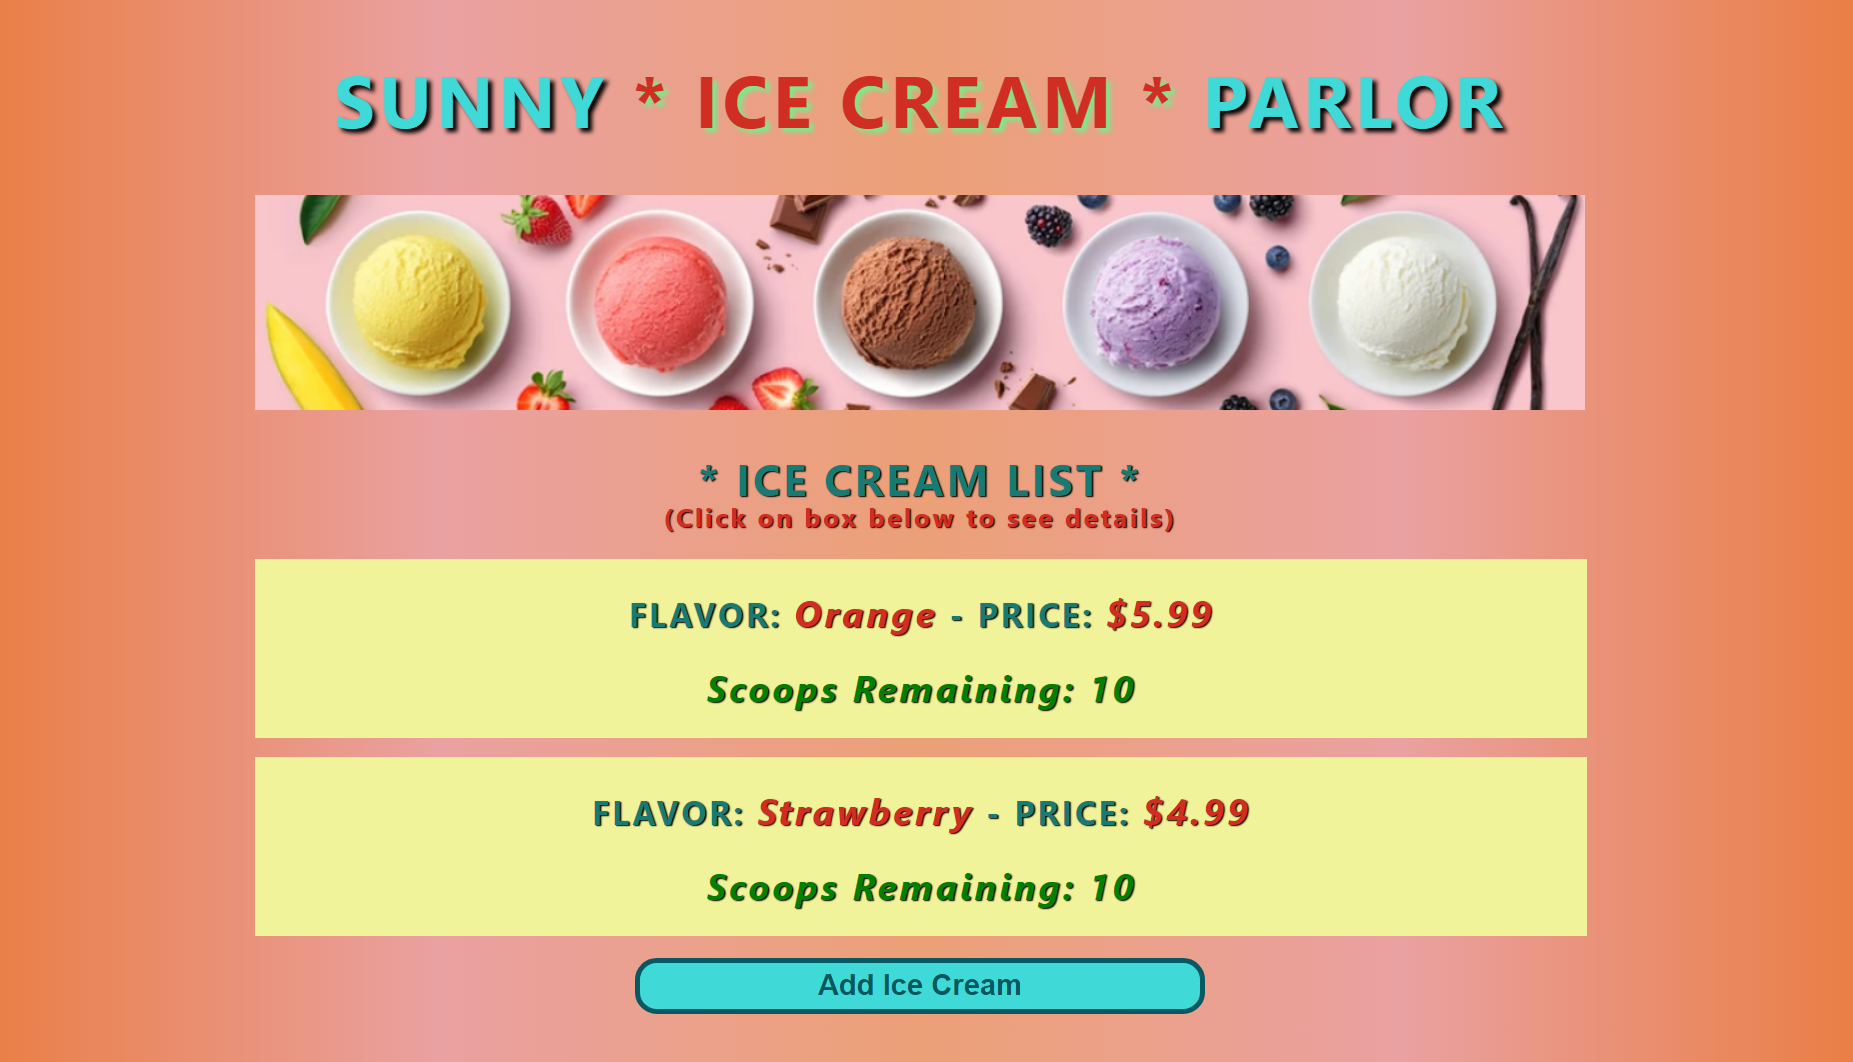 SUNNY * ICE CREAM * PARLOR
* ICE CREAM LIST *
(Click on box below to see details)
FLAVOR: Orange - PRICE: $5.99
Scoops Remaining: 10
FLAVOR: Strawberry - PRICE: $4.99
Scoops Remaining: 10
Add Ice Cream